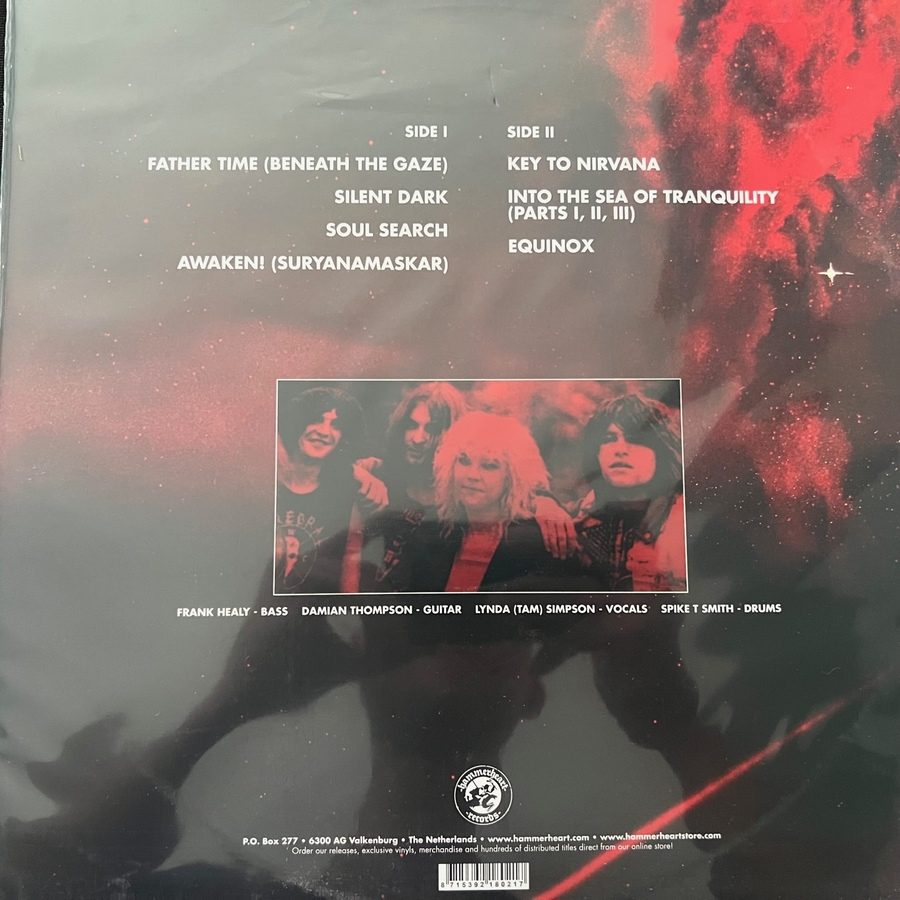 SIDE I
FATHER TIME (BENEATH THE GAZE)
SILENT DARK
SOUL SEARCH
AWAKEN! (SURYANAMASKAR)
SIDE II
KEY TO NIRVANA
INTO THE SEA OF TRANQUILITY
(PARTS I, II, III)
EQUINOX
FRANK HEALY - BASS DAMIAN THOMPSON - GUITAR LYNDA (TAM) SIMPSON - VOCALS SPIKE T SMITH - DRUMS
hammerheart
records
P.O. Box 277 • 6300 AG Valkenburg • The Netherlands • www.hammerheart.com • www.hammerheartstore.com
Order our releases, exclusive vinyls, merchandise and hundreds of distributed titles direct from our online store!
8 715392 180217